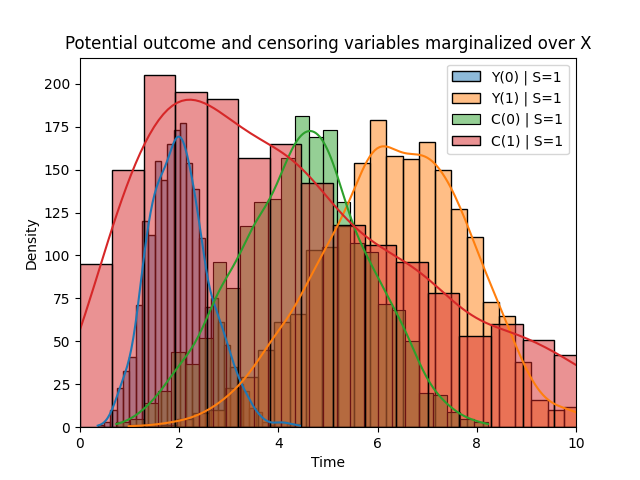 Potential outcome and censoring variables marginalized over X
Y(0) | S=1
Y(1) | S=1
C(0) | S=1
C(1) | S=1
Density
200
175
150
125
100
75
50
25
0
0 2 4 6 8 10
Time